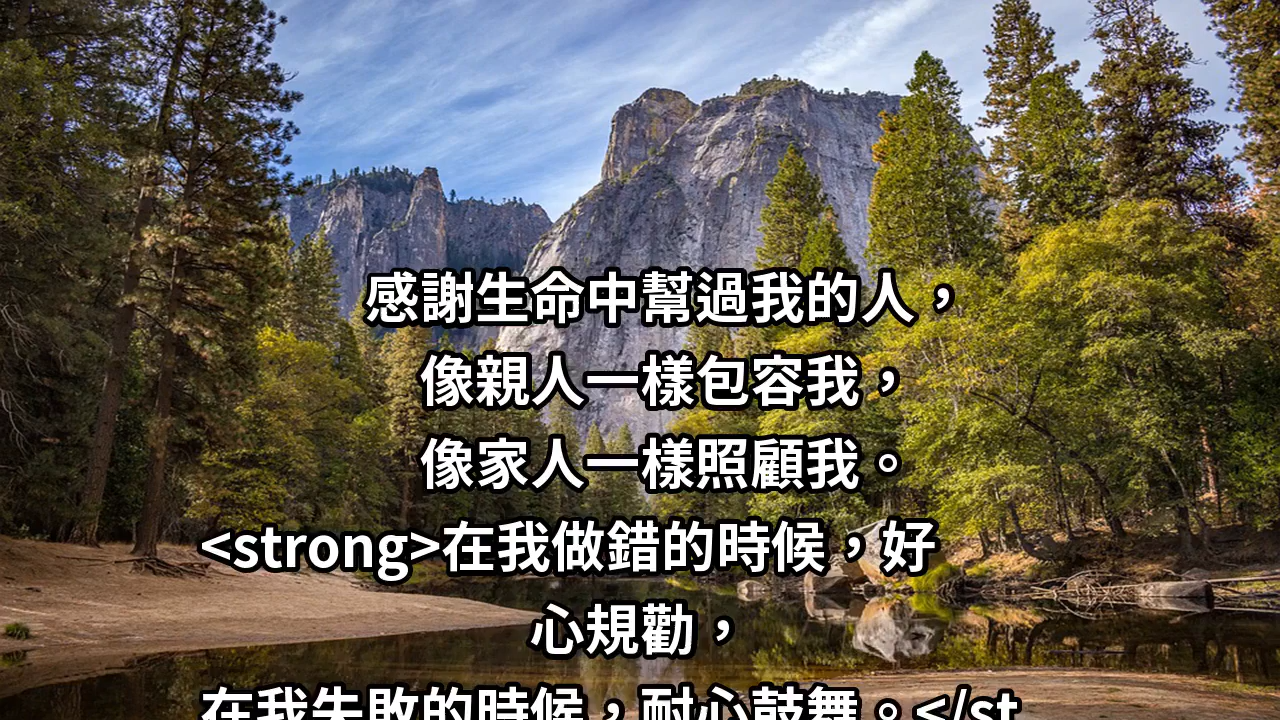 感謝生命中幫過我的人，
像親人一樣包容我，
像家人一樣照顧我。
<strong>在我做錯的時候，好
心規勸，
在我失敗的時候，耐心鼓舞。</st